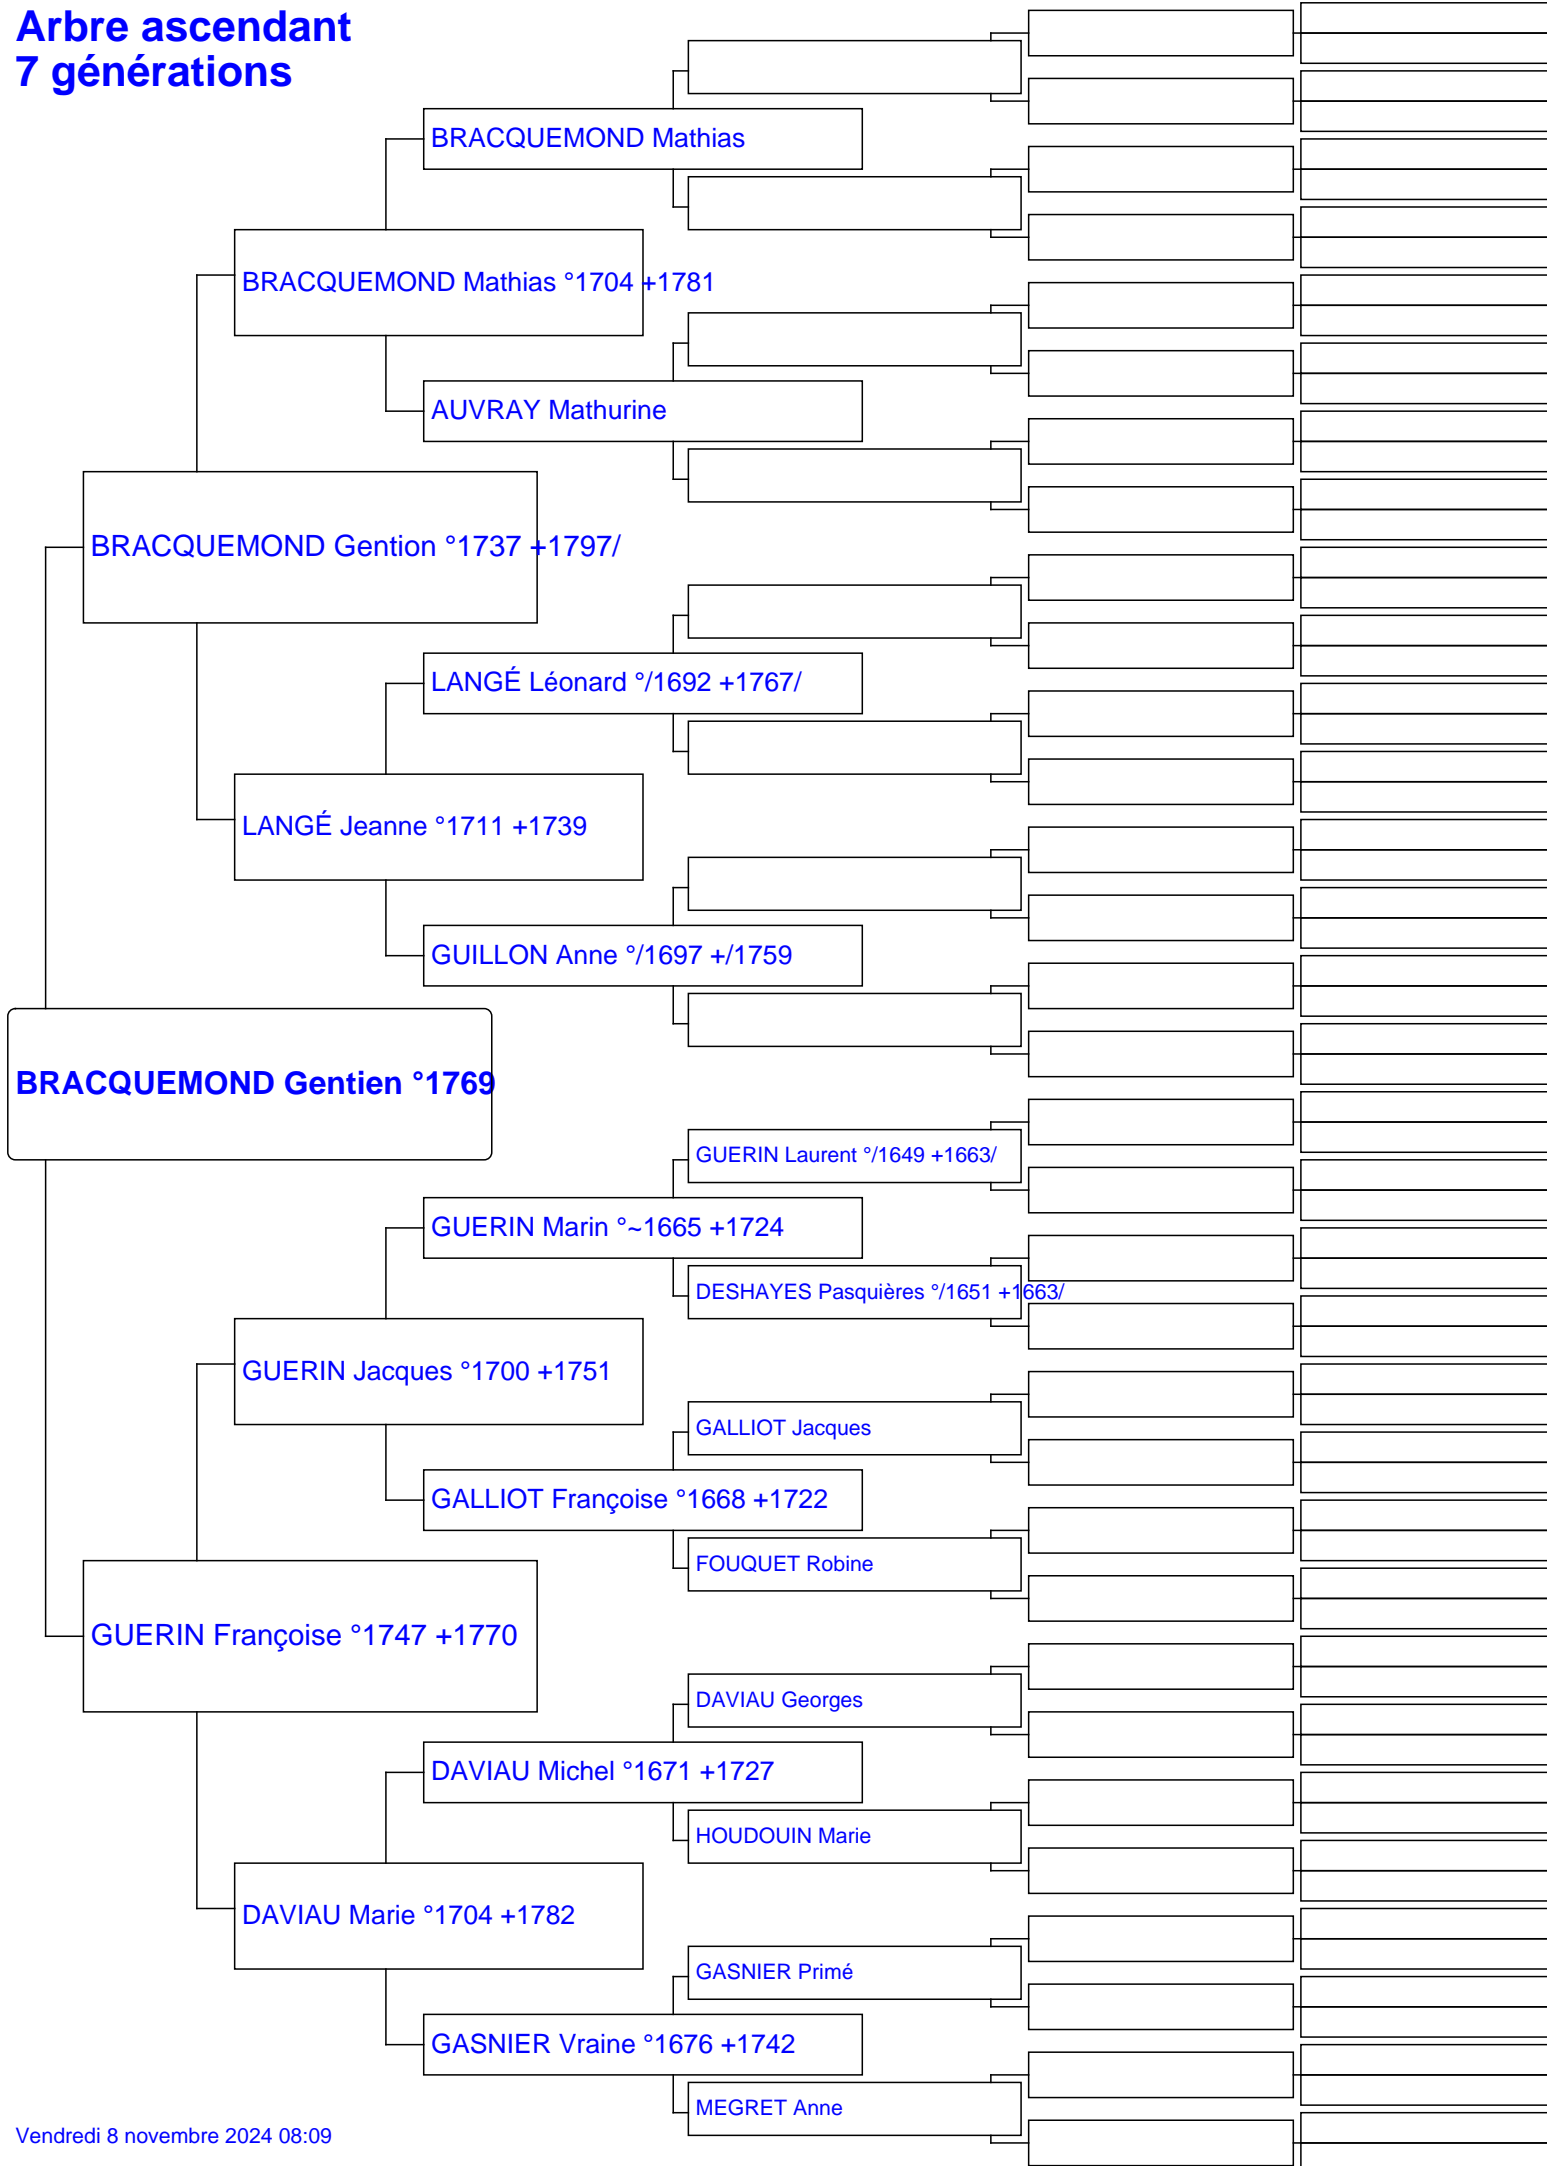 Arbre ascendant
7 générations
BRACQUEMOND Mathias
BRACQUEMOND Mathias °1704 +1781
AUVRAY Mathurine
BRACQUEMOND Gention °1737 +1797/
LANGÉ Léonard °/1692 +1767/
LANGÉ Jeanne °1711 +1739
GUILLON Anne °/1697 +/1759
BRACQUEMOND Gentien °1769
GUERIN Laurent °/1649 +1663/
GUERIN Marin °~1665 +1724
DESHAYES Pasquières °/1651 +1663/
GUERIN Jacques °1700 +1751
GALLIOT Jacques
GALLIOT Françoise °1668 +1722
FOUQUET Robine
GUERIN Françoise °1747 +1770
DAVIAU Georges
DAVIAU Michel °1671 +1727
HOUDOUIN Marie
DAVIAU Marie °1704 +1782
GASNIER Primé
GASNIER Vraine °1676 +1742
MEGRET Anne
Vendredi 8 novembre 2024 08:09